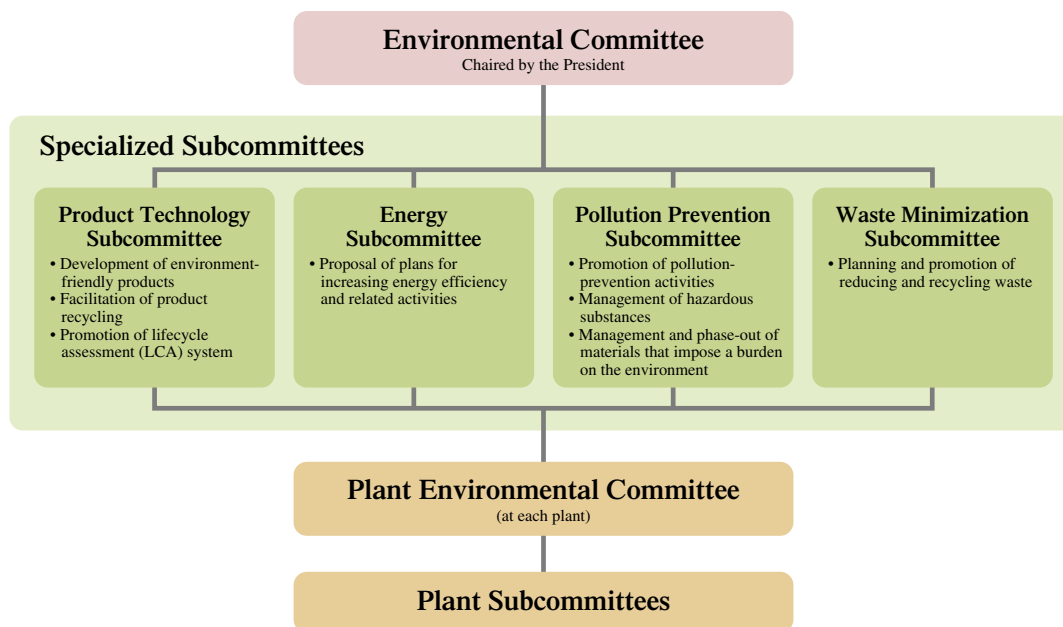 Environmental Committee
Chaired by the President
Specialized Subcommittees
Product Technology
Subcommittee
• Development of environment-
friendly products
• Facilitation of product
recycling
• Promotion of lifecycle
assessment (LCA) system
Energy
Subcommittee
• Proposal of plans for
increasing energy efficiency
and related activities
Pollution Prevention
Subcommittee
• Promotion of pollution-
prevention activities
• Management of hazardous
substances
• Management and phase-out of
materials that impose a burden
on the environment
Waste Minimization
Subcommittee
• Planning and promotion of
reducing and recycling waste
Plant Environmental Committee
(at each plant)
Plant Subcommittees